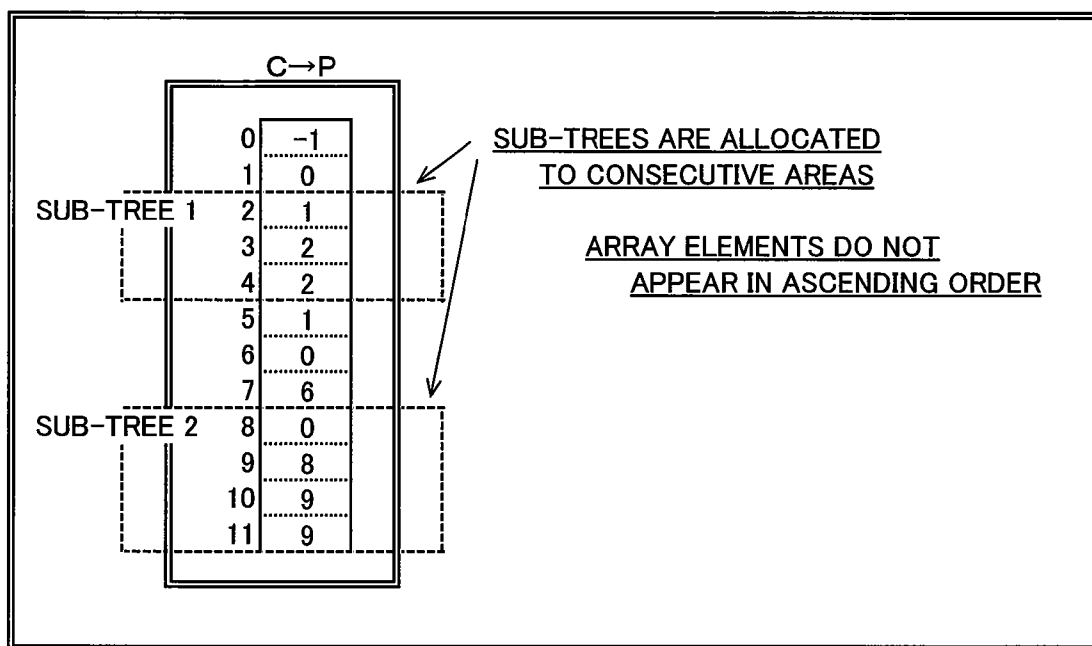 C→P
0 -1
SUB-TREES ARE ALLOCATED
TO CONSECUTIVE AREAS
1 0
SUB-TREE 1 2 1
3 2
ARRAY ELEMENTS DO NOT
APPEAR IN ASCENDING ORDER
4 2
5 1
6 0
7 6
SUB-TREE 2 8 0
9 8
10 9
11 9